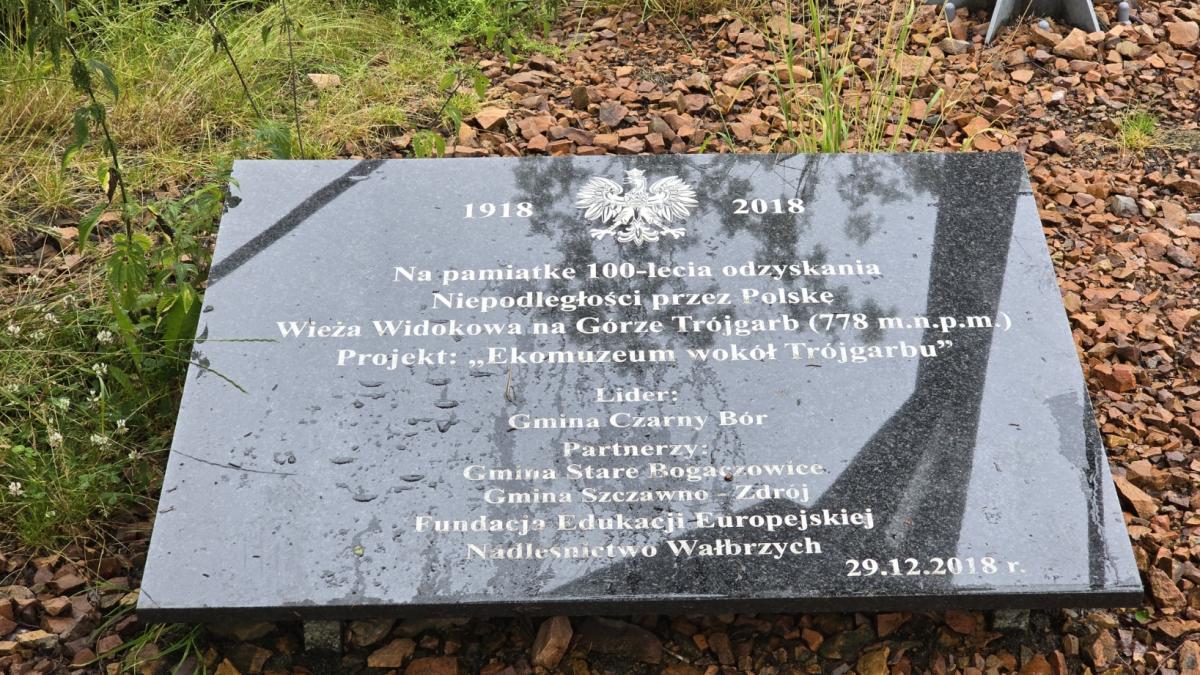 1918 2018
Na pamiątkę 100-lecia odzyskania
Niepodległości przez Polskę
Wieża Widokowa na Górze Trójgarb (778 m.n.p.m.)
Projekt: „Ekomuzeum wokół Trójgarbu”
Lider:
Gmina Czarny Bór
Partnerzy:
Gmina Stare Bogaczowice
Gmina Szczawno - Zdrój
Fundacja Edukacji Europejskiej
Nadleśnictwo Wałbrzych
29.12.2018 r.